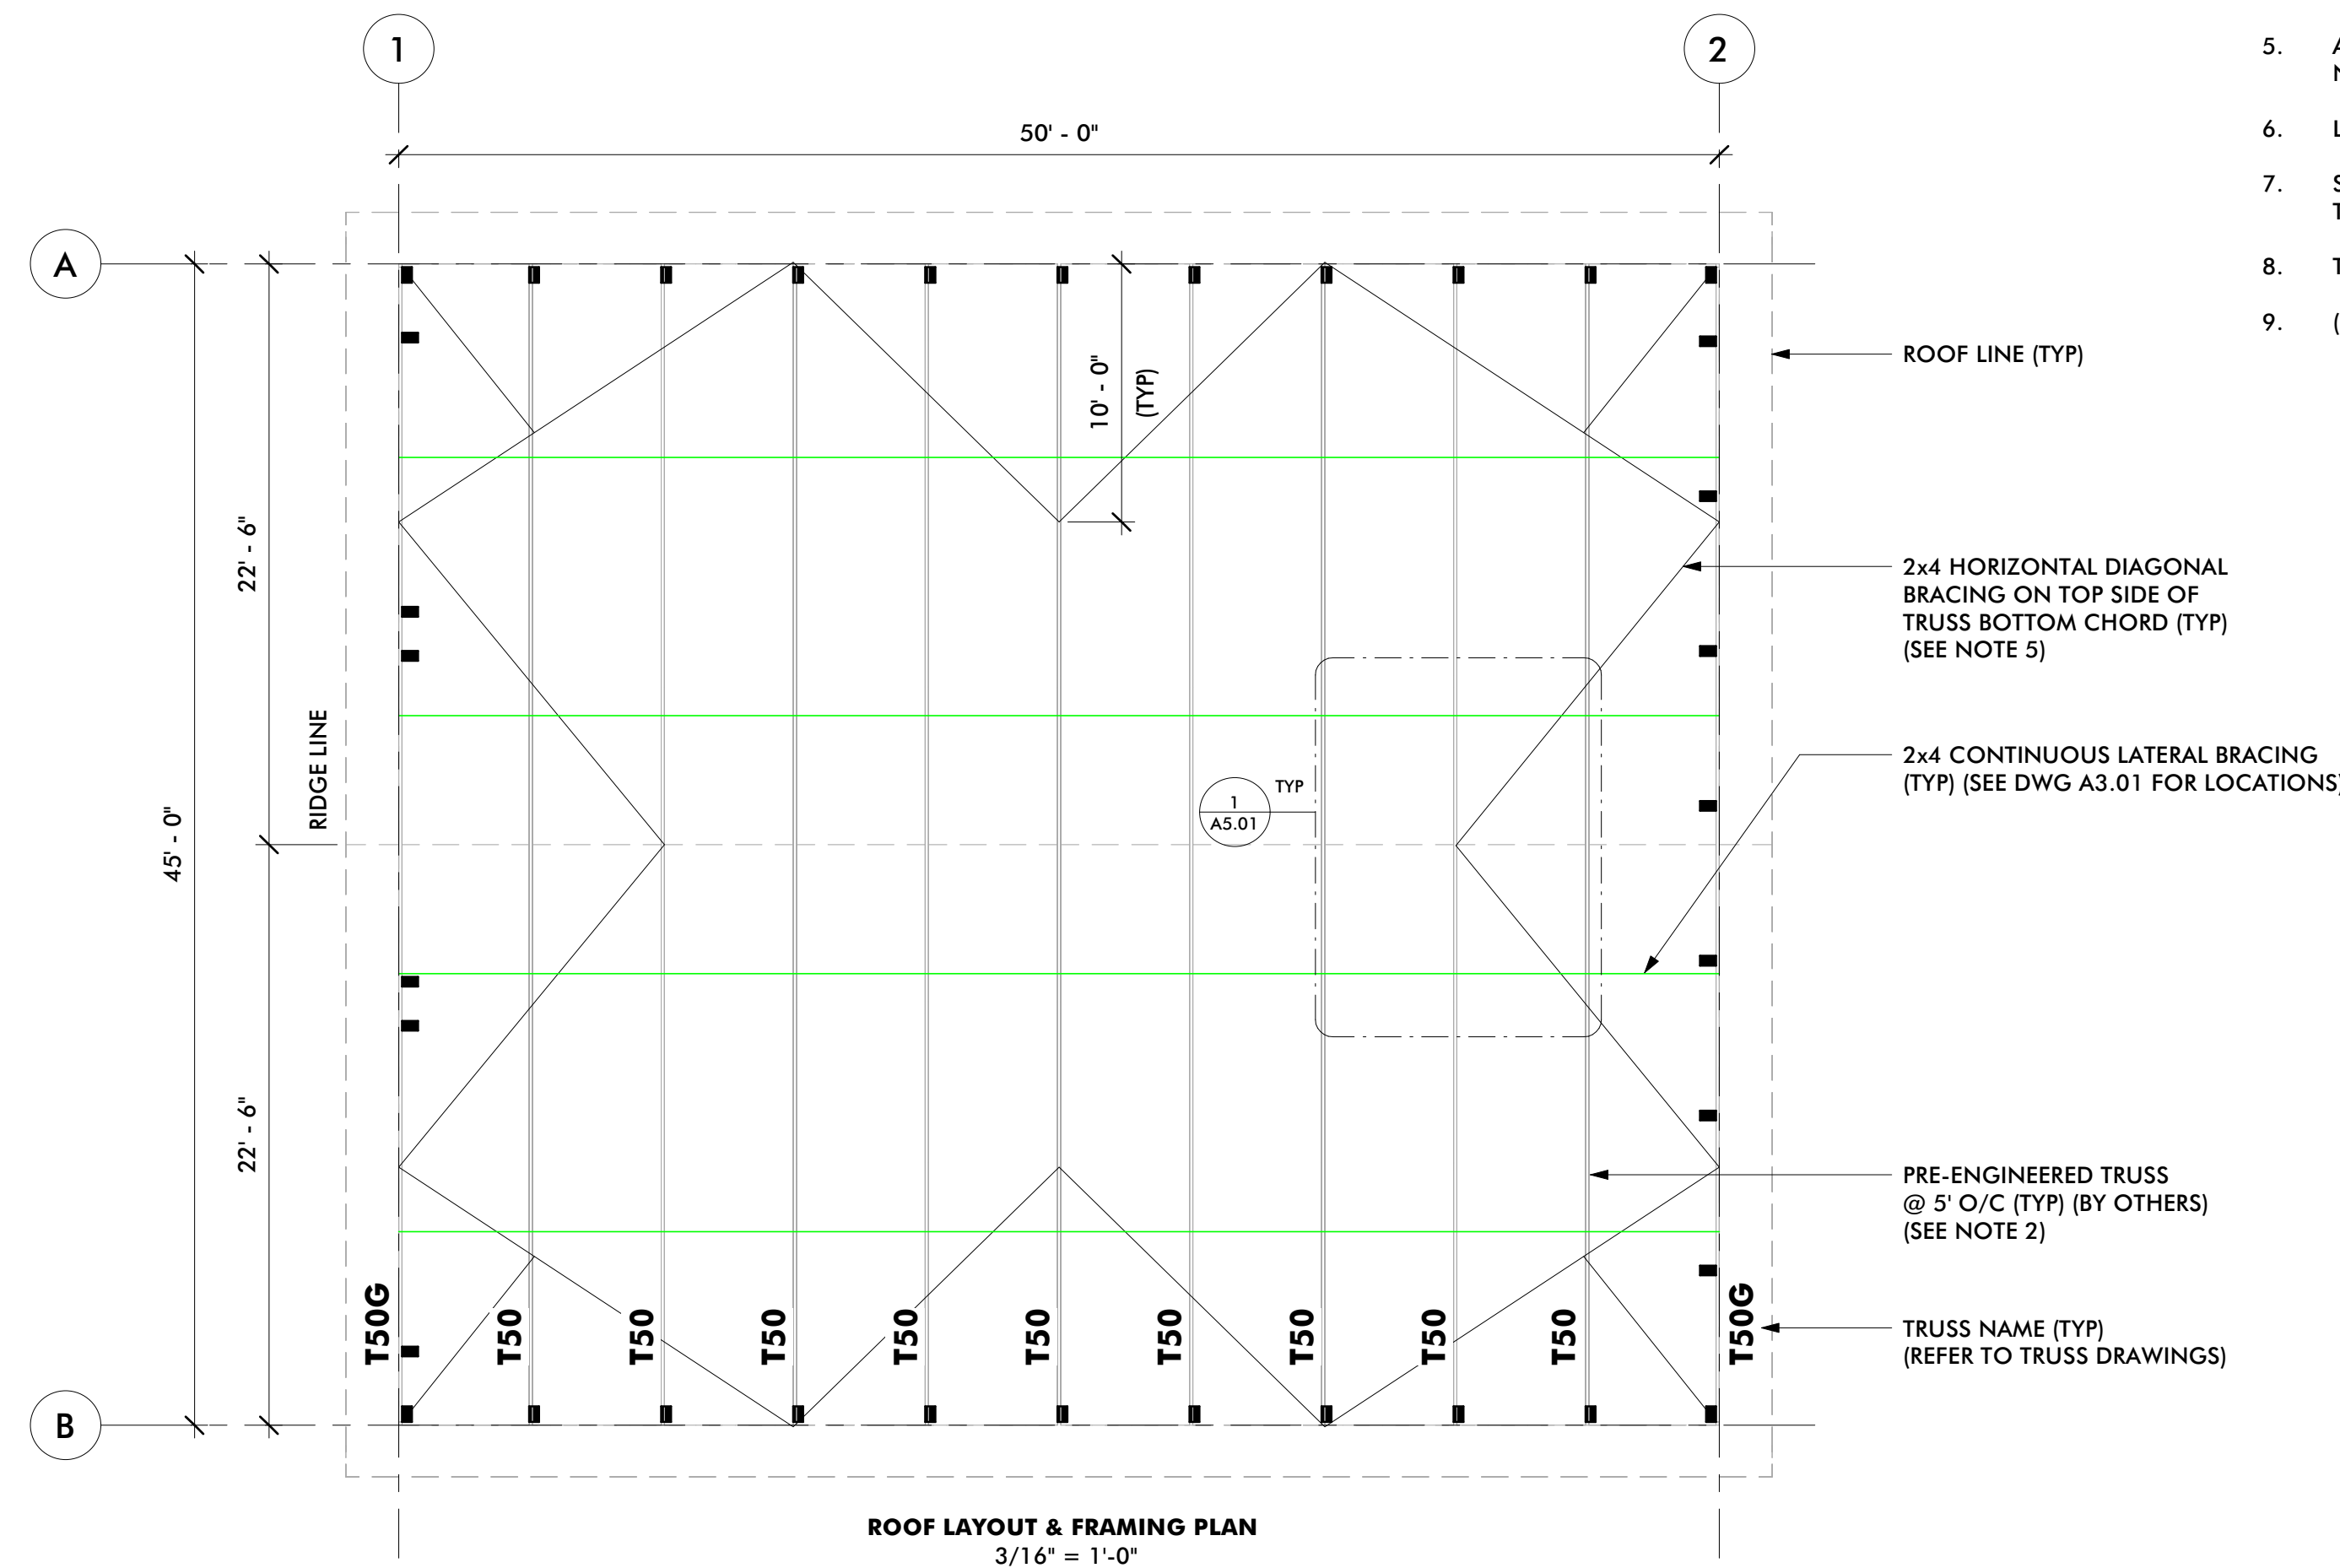 1
2
50' - 0"
5.
6.
L
7.
S
T
8.
T
9.
(
A
10' - 0"
(TYP)
ROOF LINE (TYP)
22' - 6"
2x4 HORIZONTAL DIAGONAL
BRACING ON TOP SIDE OF
TRUSS BOTTOM CHORD (TYP)
(SEE NOTE 5)
RIDGE LINE
45' - 0"
1
A5.01
TYP
2x4 CONTINUOUS LATERAL BRACING
(TYP) (SEE DWG A3.01 FOR LOCATIONS)
22' - 6"
PRE-ENGINEERED TRUSS
@ 5' O/C (TYP) (BY OTHERS)
(SEE NOTE 2)
T50G
T50
T50
T50
T50
T50
T50
T50
T50
T50
T50G
TRUSS NAME (TYP)
(REFER TO TRUSS DRAWINGS)
B
ROOF LAYOUT & FRAMING PLAN
3/16" = 1'-0"